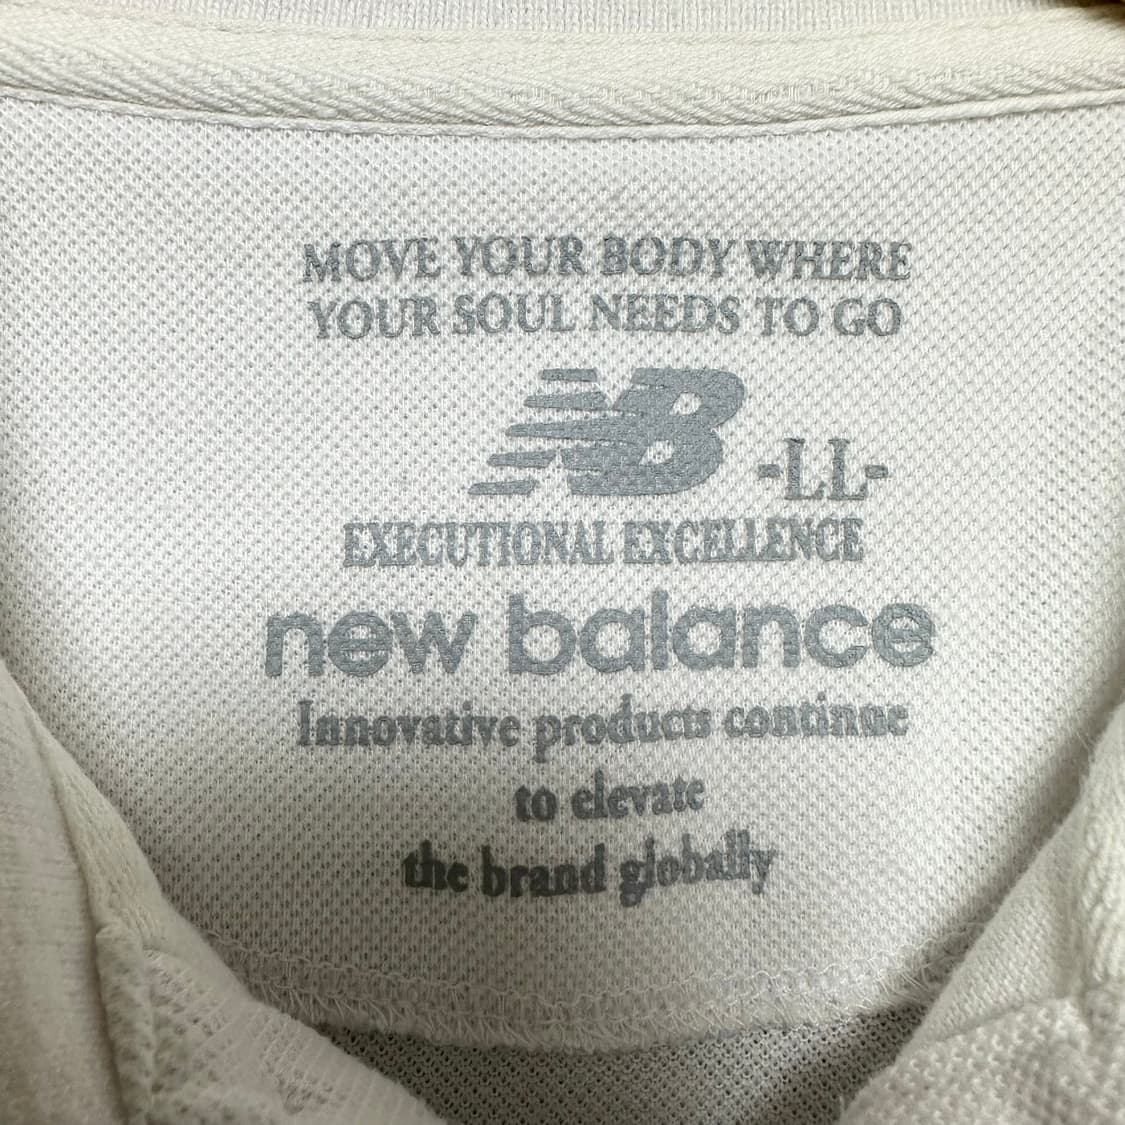 MOVE YOUR BODY WHERE
YOUR SOUL NEEDS TO GO
NB -LL-
EXECUTIONAL EXCELLENCE
new balance
Innovative products continue
to elevate
the brand globally